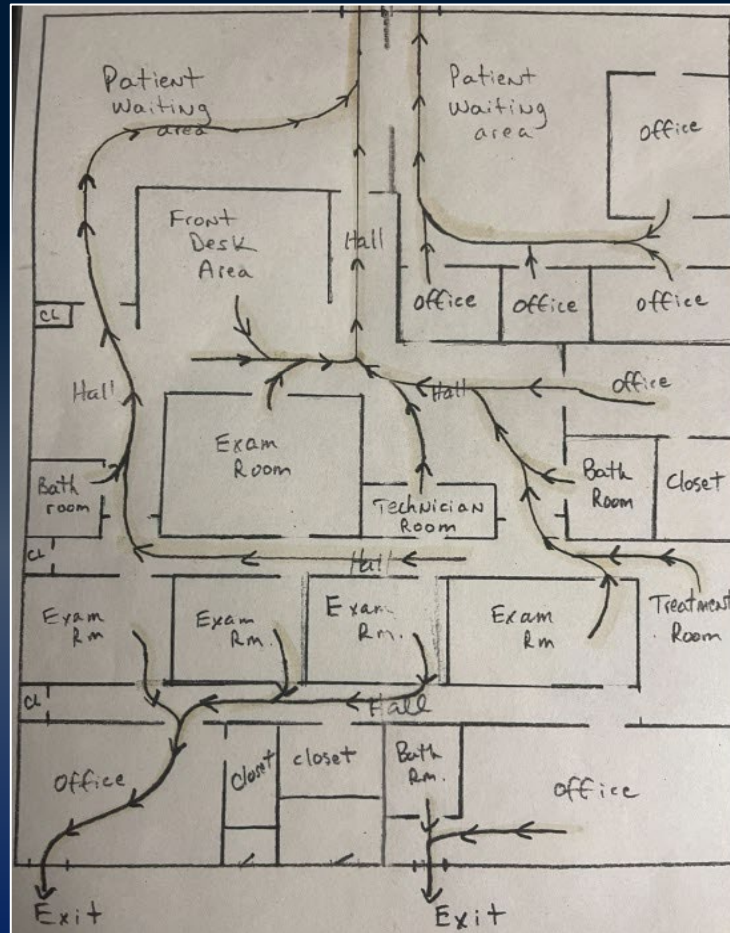 Patient
Waiting
area
Patient
Waiting
area
Office
Front
Desk
Area
Hall
office
office
office
CL
Hall
Hall
office
Exam
Room
Bath
room
Technician
Room
Bath
Room
Closet
CL
Hall
Exam
Rm
Exam
Rm.
Exam
Rm.
Exam
Rm
Treatment
Room
CL
Hall
Office
Closet
closet
Bath
Rm.
office
Exit
Exit